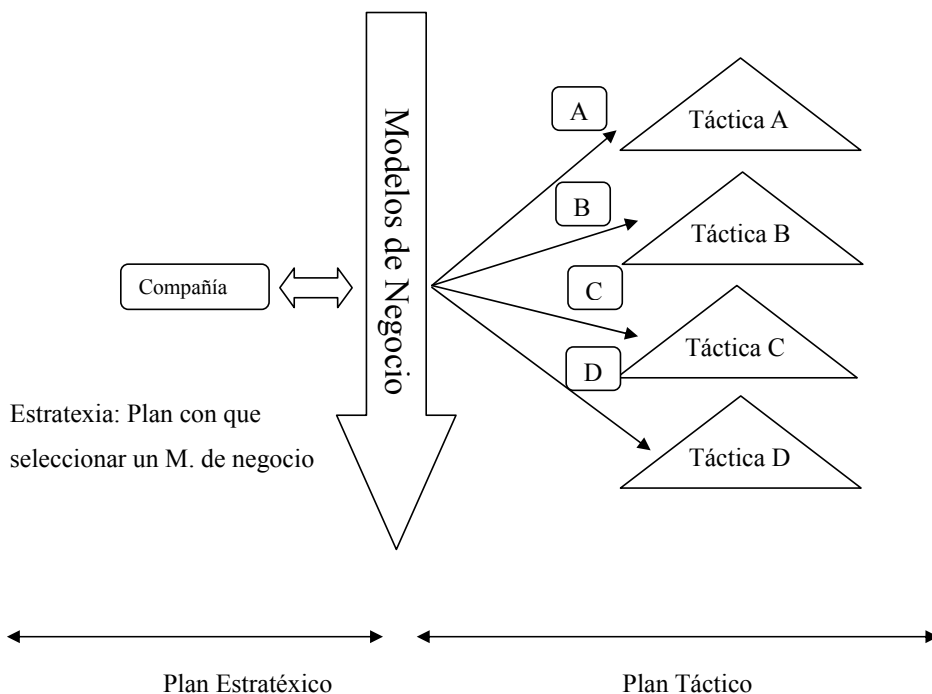 Modelos de Negocio
A
Táctica A
B
Táctica B
C
Táctica C
D
Táctica D
Compañía
Estratexia: Plan con que
seleccionar un M. de negocio
Plan Estratéxico
Plan Táctico